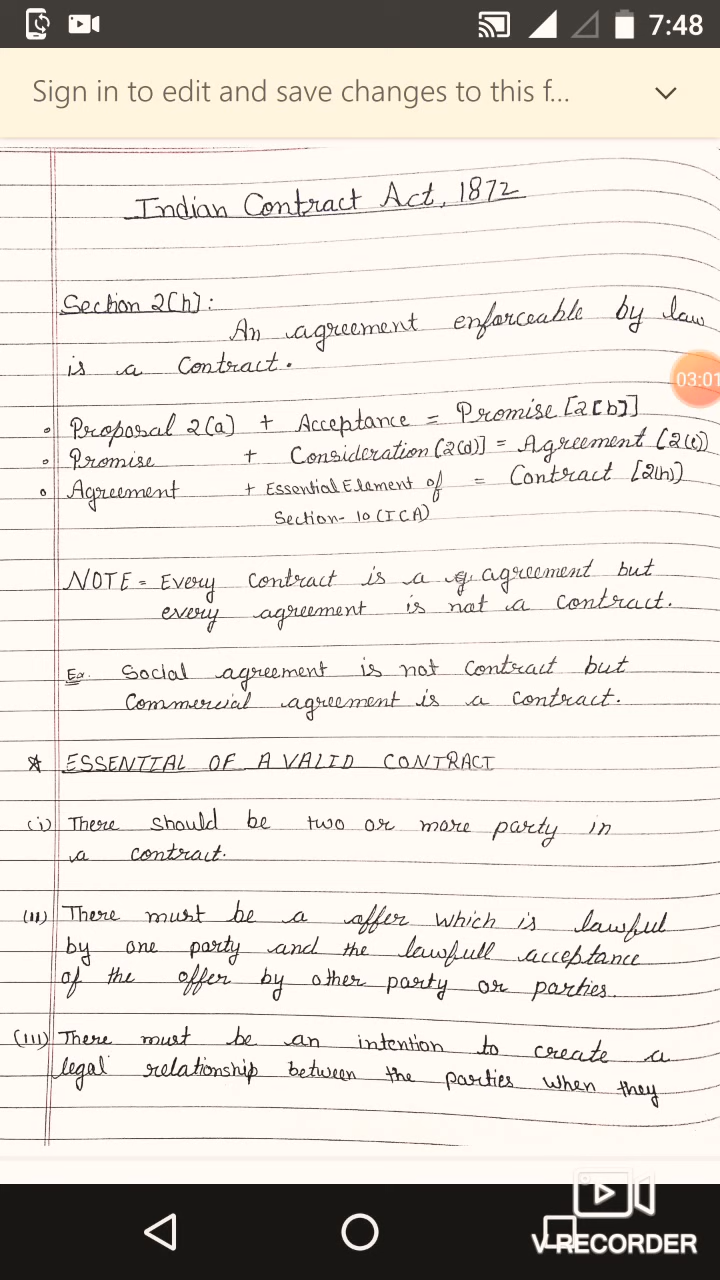 7:48
Sign in to edit and save changes to this f...
Indian Contract Act, 1872
Section 2(h):
An agreement enforceable by law
is a Contract.
03:01
• Proposal 2(a) + Acceptance = Promise [2(b)]
• Promise + Consideration [2(d)] = Agreement [2(e)]
• Agreement + Essential Element of = Contract [2(h)]
Section-10 (ICA)
NOTE = Every Contract is a agreement but
every agreement is not a contract.
Ex. Social agreement is not Contract but
Commercial agreement is a contract.
* ESSENTIAL OF A VALID CONTRACT
(i) There should be two or more party in
a contract.
(II) There must be a offer which is lawful
by one party and the lawfull acceptance
of the offer by other party or parties.
(III) There must be an intention to create a
legal relationship between the parties when they
V RECORDER